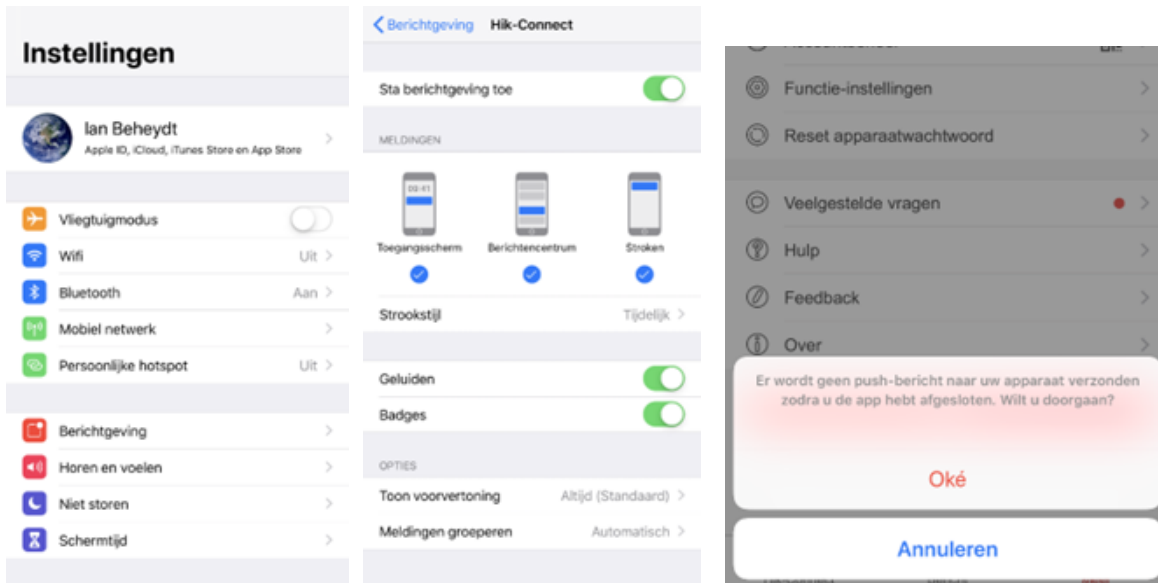 Instellingen
Ian Beheydt
Apple ID, iCloud, iTunes Store en App Store
Vliegtuigmodus
Wifi Uit
Bluetooth Aan
Mobiel netwerk
Persoonlijke hotspot Uit
Berichtgeving
Horen en voelen
Niet storen
Schermtijd
Berichtgeving Hik-Connect
Sta berichtgeving toe
MELDINGEN
09:41
Toegangsscherm Berichtencentrum Stroken
Strookstijl Tijdelijk
Geluiden
Badges
OPTIES
Toon voorvertoning Altijd (Standaard)
Meldingen groeperen Automatisch
Functie-instellingen
Reset apparaatwachtwoord
Veelgestelde vragen
Hulp
Feedback
Over
Er wordt geen push-bericht naar uw apparaat verzonden
zodra u de app hebt afgesloten. Wilt u doorgaan?
Oké
Annuleren